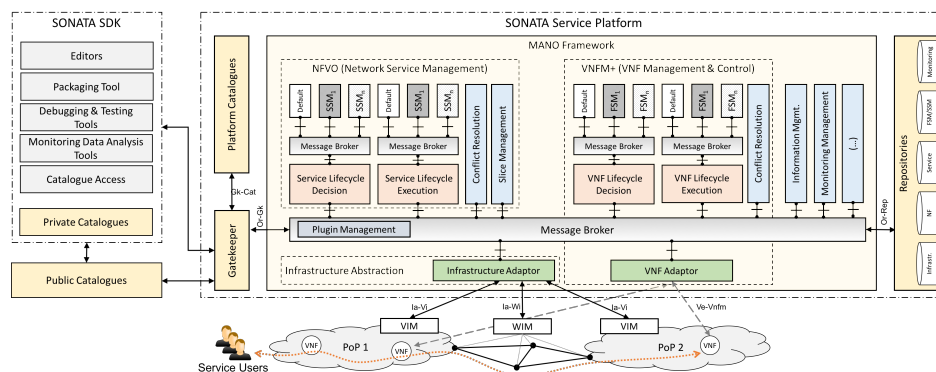 SONATA SDK
Editors
Packaging Tool
Debugging & Testing
Tools
Monitoring Data Analysis
Tools
Catalogue Access
Private Catalogues
Public Catalogues
SONATA Service Platform
Platform Catalogues
Gk-Cat
Gatekeeper
Or-Gk
MANO Framework
NFVO (Network Service Management)
Default
SSM1
SSMn
Default
SSM1
SSMn
Message Broker
Message Broker
Service Lifecycle
Decision
Service Lifecycle
Execution
Conflict Resolution
Slice Management
VNFM+ (VNF Management & Control)
Default
FSM1
FSMn
Default
FSM1
FSMn
Message Broker
Message Broker
VNF Lifecycle
Decision
VNF Lifecycle
Execution
Conflict Resolution
Information Mgmt.
Monitoring Management
(...)
Plugin Management
Message Broker
Infrastructure Abstraction
Infrastructure Adaptor
VNF Adaptor
Or-Rep
Repositories
Monitoring
FSM/SSM
Service
NF
Infrastr.
Ia-Vi
Ia-Wi
Ia-Vi
Ve-Vnfm
VIM
WIM
VIM
VNF
PoP 1
VNF
PoP 2
VNF
Service Users